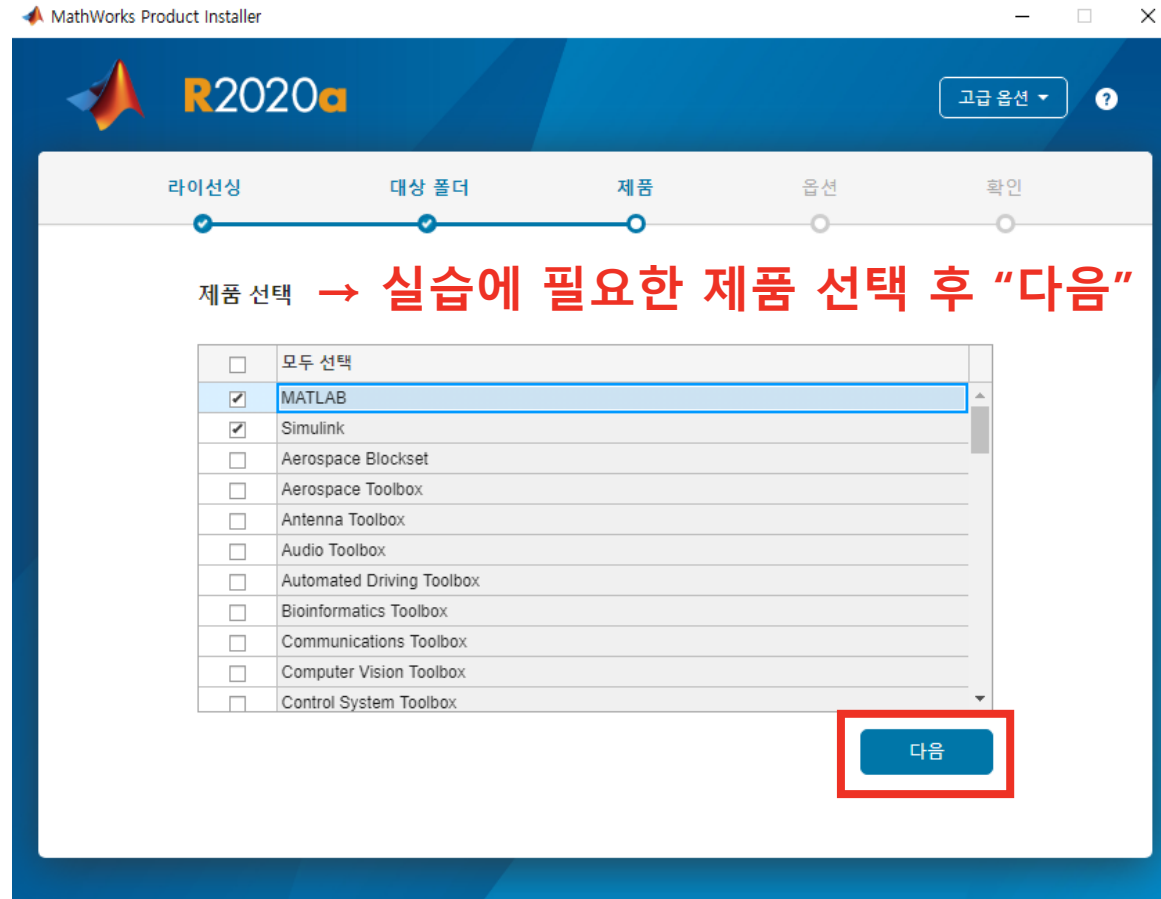 MathWorks Product Installer
R2020a
고급 옵션
?
라이선싱 대상 폴더 제품 옵션 확인
제품 선택 → 실습에 필요한 제품 선택 후 “다음”
모두 선택
MATLAB
Simulink
Aerospace Blockset
Aerospace Toolbox
Antenna Toolbox
Audio Toolbox
Automated Driving Toolbox
Bioinformatics Toolbox
Communications Toolbox
Computer Vision Toolbox
Control System Toolbox
다음